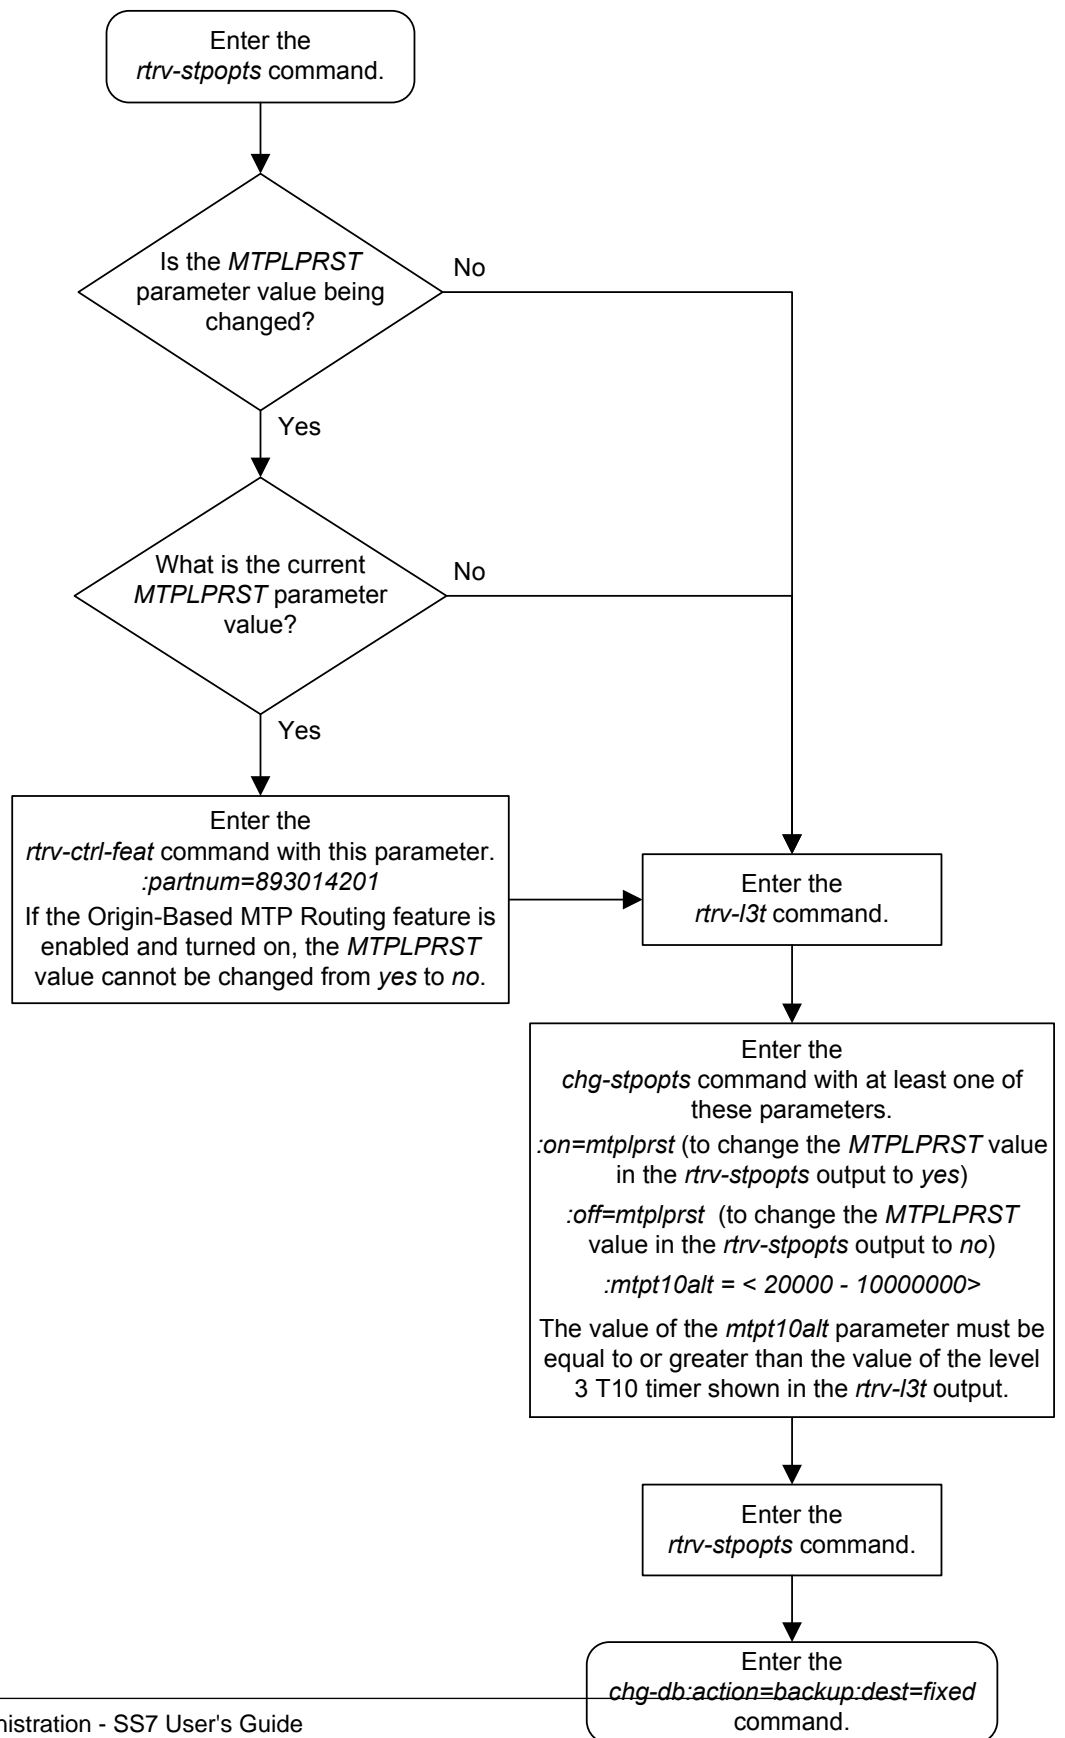 Enter the
rtrv-stpopts command.
Is the MTPLPRST
parameter value being
changed?
No
Yes
What is the current
MTPLPRST parameter
value?
No
Yes
Enter the
rtrv-ctrl-feat command with this parameter.
:partnum=893014201
If the Origin-Based MTP Routing feature is
enabled and turned on, the MTPLPRST
value cannot be changed from yes to no.
Enter the
rtrv-l3t command.
Enter the
chg-stpopts command with at least one of
these parameters.
:on=mtplprst (to change the MTPLPRST value
in the rtrv-stpopts output to yes)
:off=mtplprst (to change the MTPLPRST
value in the rtrv-stpopts output to no)
:mtpt10alt = < 20000 - 10000000>
The value of the mtpt10alt parameter must be
equal to or greater than the value of the level
3 T10 timer shown in the rtrv-l3t output.
Enter the
rtrv-stpopts command.
Enter the
chg-db:action=backup:dest=fixed
command.
nistration - SS7 User's Guide